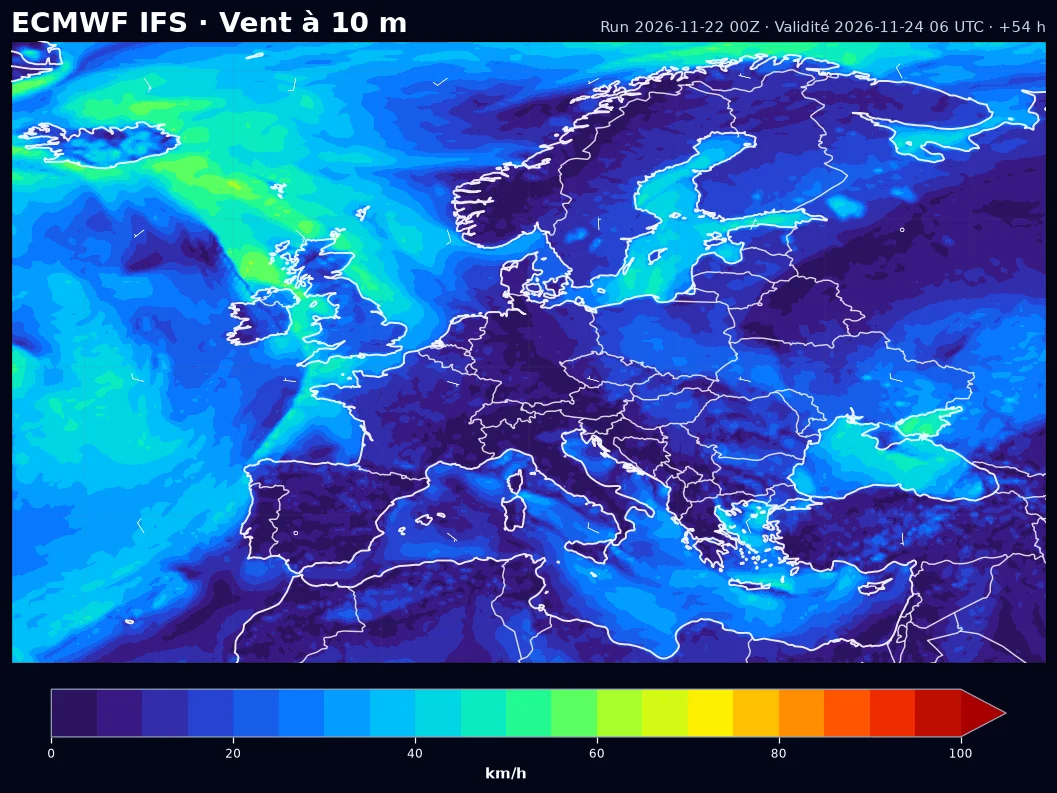 ECMWF IFS · Vent à 10 m
Run 2026-11-22 00Z · Validité 2026-11-24 06 UTC · +54 h
0 20 40 60 80 100
km/h